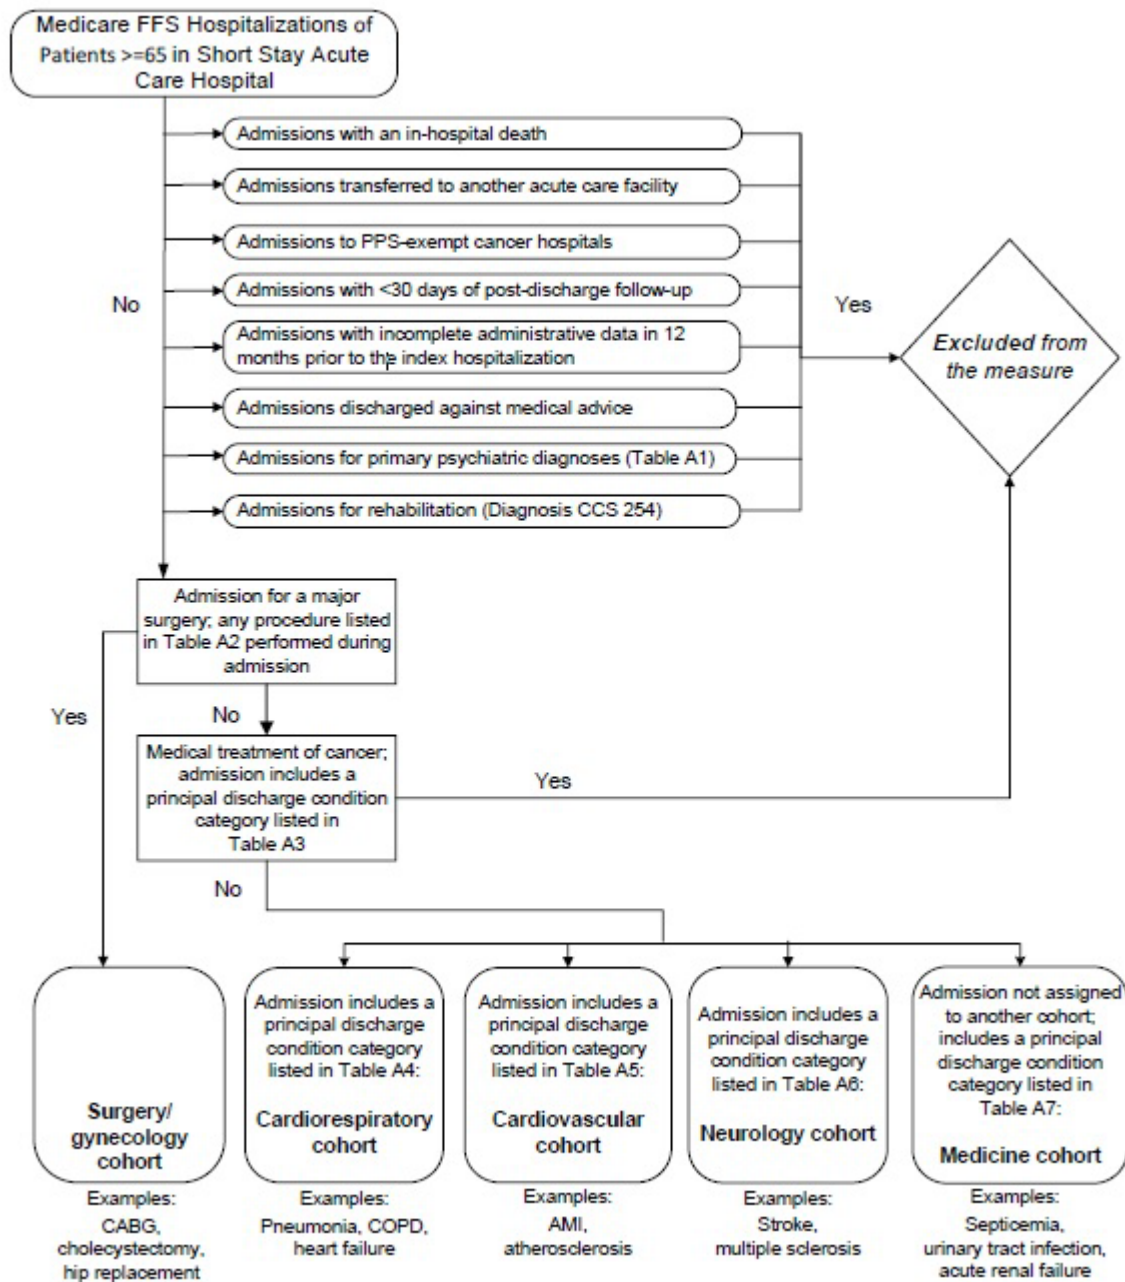 Medicare FFS Hospitalizations of
Patients >=65 in Short Stay Acute
Care Hospital
Admissions with an in-hospital death
Admissions transferred to another acute care facility
Admissions to PPS-exempt cancer hospitals
Admissions with <30 days of post-discharge follow-up
No
Yes
Admissions with incomplete administrative data in 12
months prior to the index hospitalization
Excluded from
the measure
Admissions discharged against medical advice
Admissions for primary psychiatric diagnoses (Table A1)
Admissions for rehabilitation (Diagnosis CCS 254)
Admission for a major
surgery; any procedure listed
in Table A2 performed during
admission
Yes
No
Medical treatment of cancer;
admission includes a
principal discharge condition
category listed in
Table A3
Yes
No
Surgery/
gynecology
cohort
Examples:
CABG,
cholecystectomy,
hip replacement
Admission includes a
principal discharge
condition category
listed in Table A4:
Cardiorespiratory
cohort
Examples:
Pneumonia, COPD,
heart failure
Admission includes a
principal discharge
condition category
listed in Table A5:
Cardiovascular
cohort
Examples:
AMI,
atherosclerosis
Admission includes a
principal discharge
condition category
listed in Table A6:
Neurology cohort
Examples:
Stroke,
multiple sclerosis
Admission not assigned
to another cohort;
includes a principal
discharge condition
category listed in
Table A7:
Medicine cohort
Examples:
Septicemia,
urinary tract infection,
acute renal failure